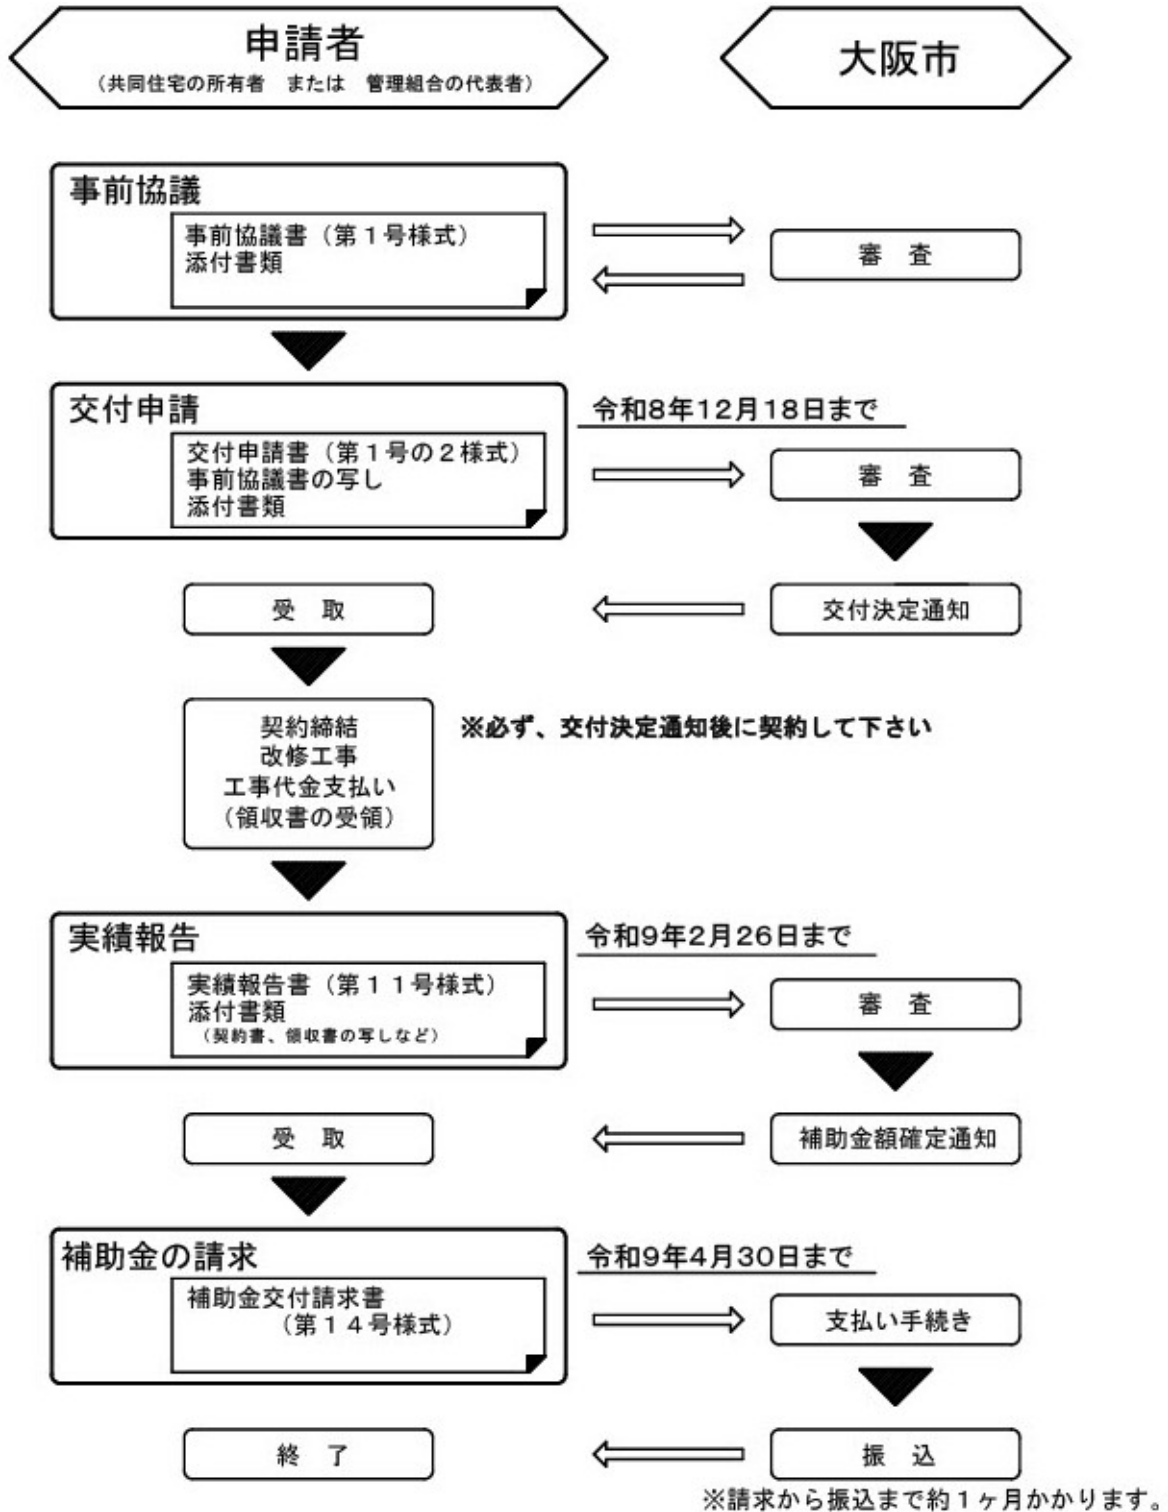 申請者
（共同住宅の所有者　または　管理組合の代表者）
大阪市
事前協議
事前協議書（第１号様式）
添付書類
審　査
交付申請
令和8年12月18日まで
交付申請書（第１号の２様式）
事前協議書の写し
添付書類
審　査
受　取
交付決定通知
契約締結
改修工事
工事代金支払い
（領収書の受領）
※必ず、交付決定通知後に契約して下さい
実績報告
令和9年2月26日まで
実績報告書（第１１号様式）
添付書類
（契約書、領収書の写しなど）
審　査
受　取
補助金額確定通知
補助金の請求
令和9年4月30日まで
補助金交付請求書
（第１４号様式）
支払い手続き
終　了
振　込
※請求から振込まで約１ヶ月かかります。